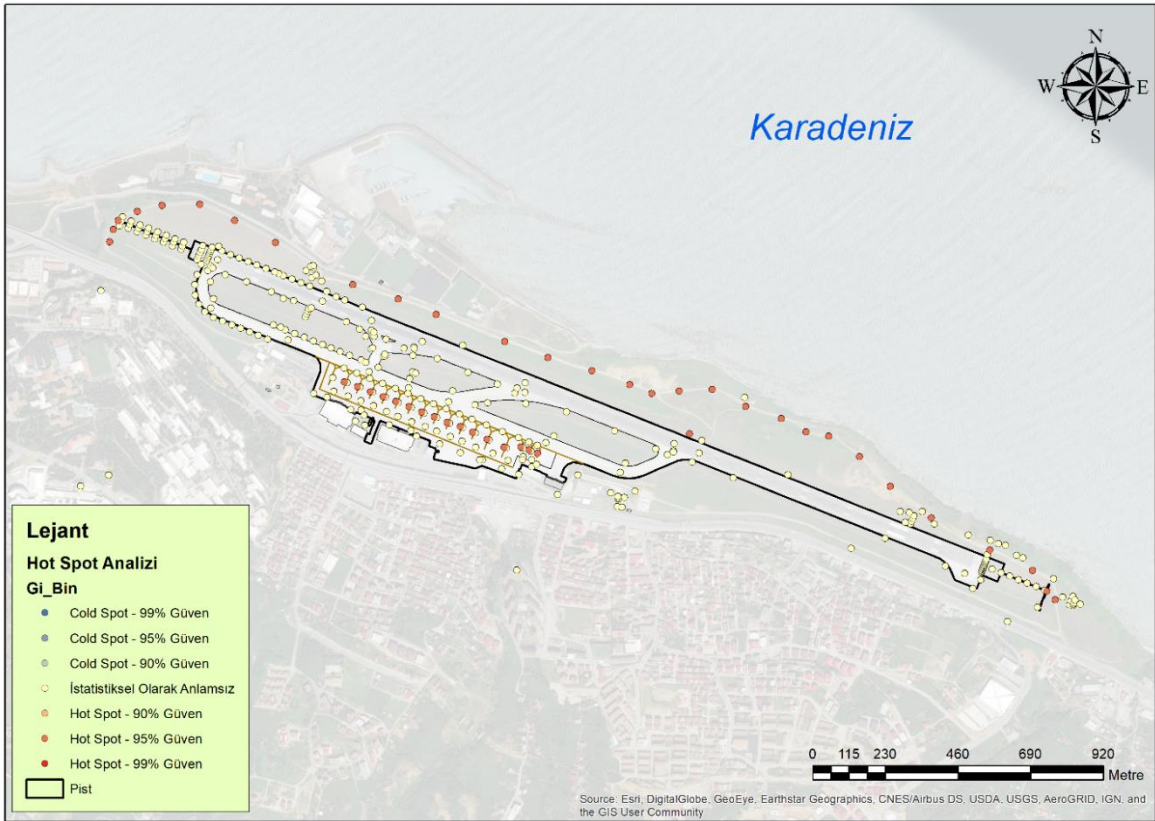 N
W E
S
Karadeniz
Lejant
Hot Spot Analizi
Gi_Bin
Cold Spot - 99% Güven
Cold Spot - 95% Güven
Cold Spot - 90% Güven
İstatistiksel Olarak Anlamsız
Hot Spot - 90% Güven
Hot Spot - 95% Güven
Hot Spot - 99% Güven
Pist
0 115 230 460 690 920
Metre
Source: Esri, DigitalGlobe, GeoEye, Earthstar Geographics, CNES/Airbus DS, USDA, USGS, AeroGRID, IGN, and
the GIS User Community